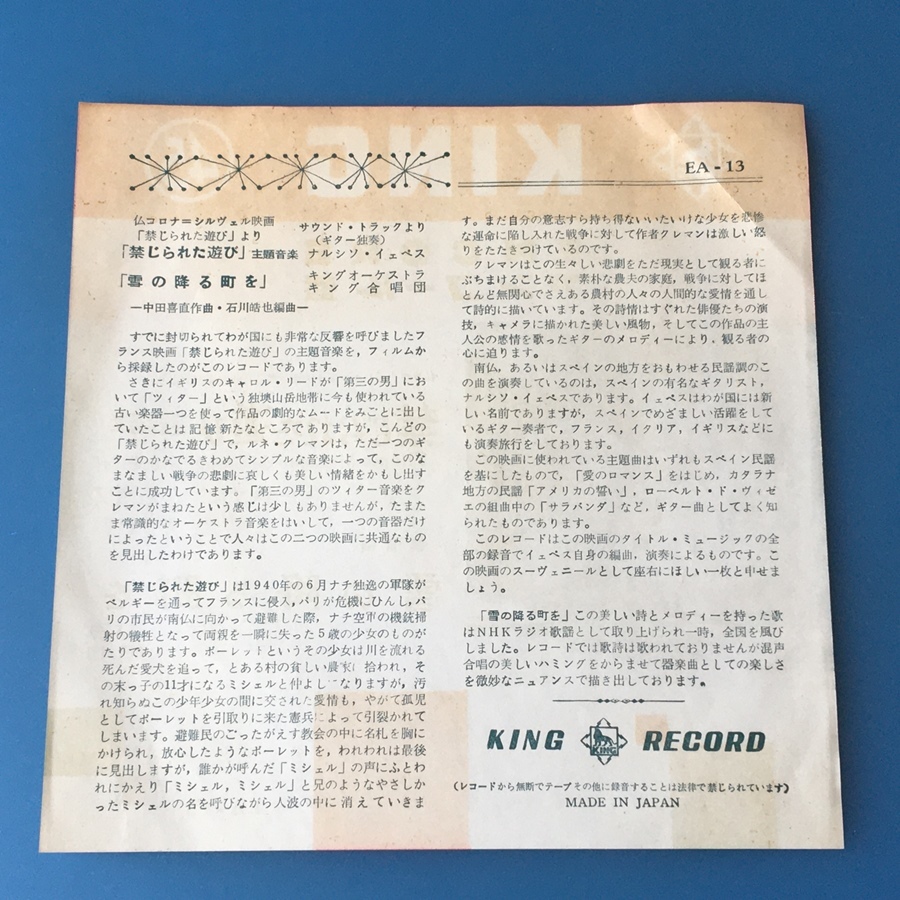 EA-13
仏コロナ=シルヴェル映画
「禁じられた遊び」より
サウンド・トラックより
(ギター独奏)
「禁じられた遊び」主題音楽 ナルシソ・イェペス
「雪の降る町を」
キングオーケストラ
キング合唱団
—中田喜直作曲・石川皓也編曲—
すでに封切られてわが国にも非常な反響を呼びましたフ
ランス映画「禁じられた遊び」の主題音楽を,フィルムか
ら採録したのがこのレコードであります。
さきにイギリスのキャロル・リードが「第三の男」にお
いて「ツィター」という独墺山岳地帯に今も使われている
古い楽器一つを使って作品の劇的なムードをみごとに出し
ていたことは記憶新たなところでありますが,こんどの
「禁じられた遊び」で,ルネ・クレマンは,ただ一つのギ
ターのかなでるきわめてシンプルな音楽によって,このな
まなましい戦争の悲劇に哀しくも美しい情緒をかもし出す
ことに成功しています。「第三の男」のツィター音楽をク
レマンがまねたという感じは少しもありませんが,たまた
ま常識的なオーケストラ音楽をはいして,一つの音器だけ
によったということで人々はこの二つの映画に共通なもの
を見出したわけであります。
「禁じられた遊び」は1940年の6月ナチ独逸の軍隊が
ベルギーを通ってフランスに侵入,パリが危機にひんし,パ
リの市民が南仏に向かって避難した際,ナチ空軍の機銃掃
射の犠牲となって両親を一瞬に失った5歳の少女のものが
たりであります。ポーレットというその少女は川を流れる
死んだ愛犬を追って,とある村の貧しい農家に拾われ,そ
の末っ子の11才になるミシェルと仲よしになりますが,汚
れ知らぬこの少年少女の間に交された愛情も,やがて孤児
としてポーレットを引取りに来た憲兵によって引裂かれて
しまいます。避難民のごったがえす教会の中に名札を胸に
かけられ,放心したようなポーレットを,われわれは最後
に見出しますが,誰かが呼んだ「ミシェル」の声にふとわ
れにかえり「ミシェル,ミシェル」と兄のようなやさしか
ったミシェルの名を呼びながら人波の中に消えていきま
す。まだ自分の意志すら持ち得ないいたいけな少女を悲惨
な運命に陥し入れた戦争に対して作者クレマンは激しい怒
りをたたきつけているのです。
クレマンはこの生々しい悲劇をただ現実として観る者に
ぶちまけることなく,素朴な農夫の家庭,戦争に対してほ
とんど無関心でさえある農村の人々の人間的な愛情を通し
て詩的に描いています。その詩情はすぐれた俳優たちの演
技,キャメラに描かれた美しい風物,そしてこの作品の主
人公の感情を歌ったギターのメロディーにより,観る者の
心に迫ります。
南仏,あるいはスペインの地方をおもわせる民謡調のこ
の曲を演奏しているのは,スペインの有名なギタリスト,
ナルシソ・イェペスであります。イェペスはわが国には新
しい名前でありますが,スペインでめざましい活躍をして
いるギター奏者で,フランス,イタリア,イギリスなどに
も演奏旅行をしております。
この映画に使われている主題曲はいずれもスペイン民謡
を基にしたもので,「愛のロマンス」をはじめ,カタラナ
地方の民謡「アメリカの誓い」,ローベルト・ド・ヴィゼ
エの組曲中の「サラバンダ」など,ギター曲としてよく知
られたものであります。
このレコードはこの映画のタイトル・ミュージックの全
部の録音でイェペス自身の編曲,演奏によるものです。こ
の映画のスーヴェニールとして座右にほしい一枚と申せま
しょう。
「雪の降る町を」この美しい詩とメロディーを持った歌
はNHKラジオ歌謡として取り上げられ一時,全国を風び
しました。レコードでは歌詩は歌われておりませんが混声
合唱の美しいハミングをからませて器楽曲としての楽しさ
を微妙なニュアンスで描き出しております。
KING KING RECORD
(レコードから無断でテープその他に録音することは法律で禁じられています)
MADE IN JAPAN